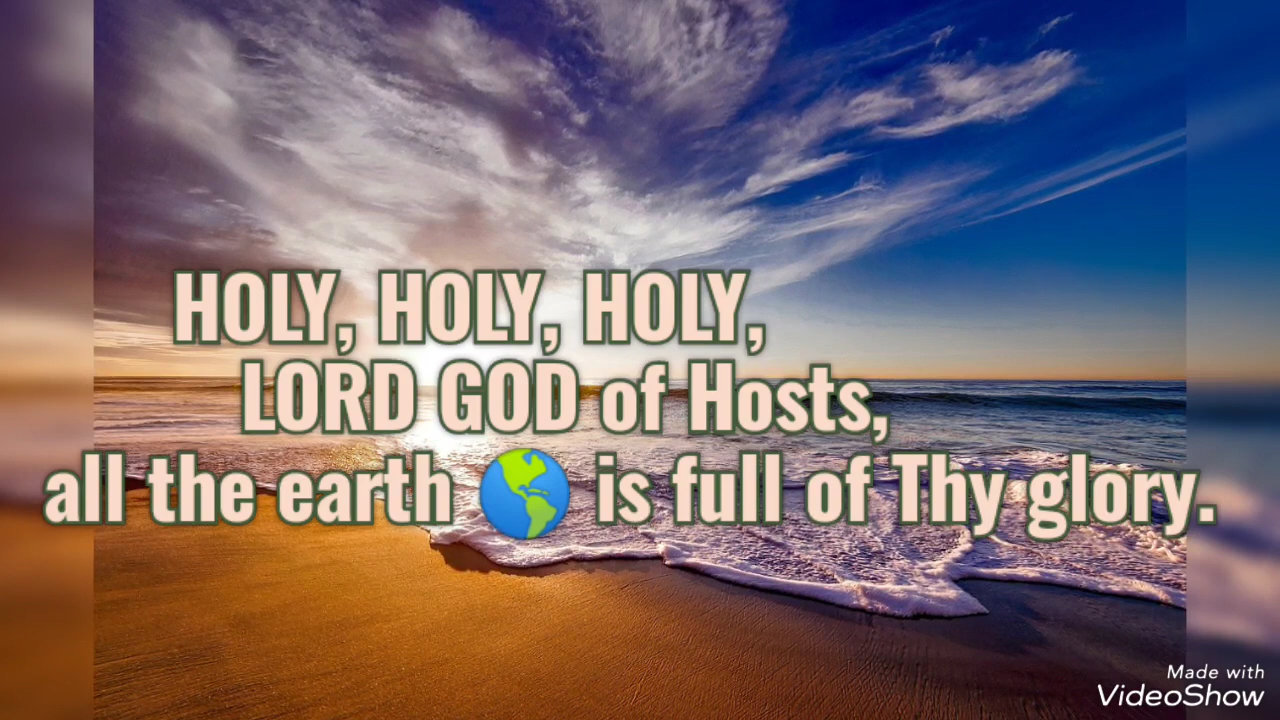 HOLY, HOLY, HOLY,
LORD GOD of Hosts,
all the earth 🌎 is full of Thy glory.
Made with
VideoShow